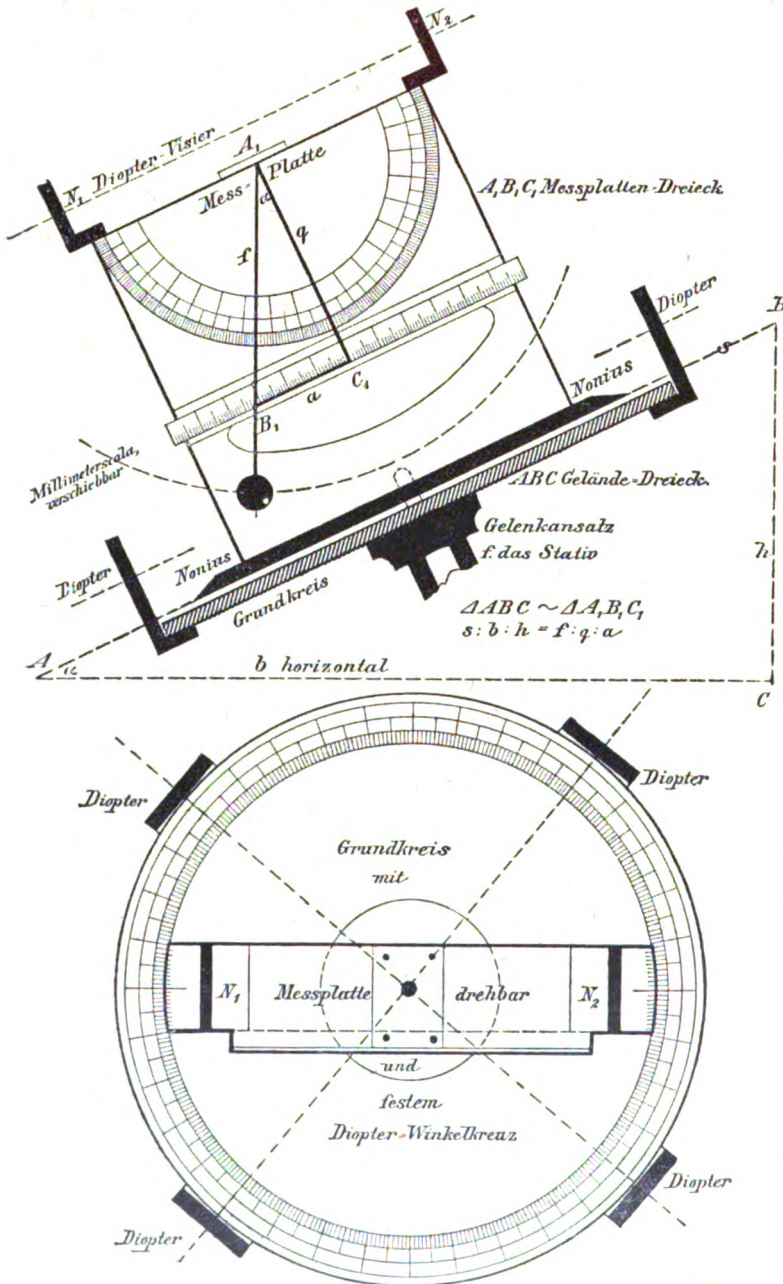 N₂
N₁ Diopter-Visier
A₁
Mess-Platte
α
f
q
A₁B₁C₁ Messplatten-Dreieck
Diopter
B
s
C₁
a
B₁
Nonius
Millimeterscala,
verschiebbar
ABC Gelände-Dreieck.
Gelenkansatz
f. das Stativ
h
Diopter
Nonius
Grundkreis
ΔABC ~ ΔA₁B₁C₁
s : b : h = f : q : a
A
α
b horizontal
C
Diopter
Diopter
Grundkreis
mit
N₁
Messplatte
drehbar
N₂
und
festem
Diopter-Winkelkreuz
Diopter
Diopter